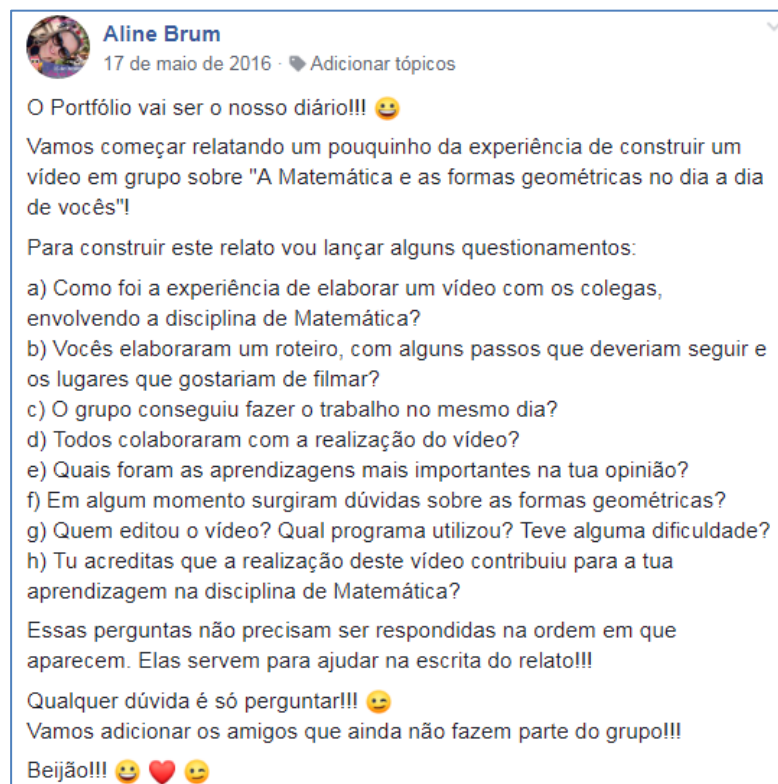 Aline Brum
17 de maio de 2016 · Adicionar tópicos
O Portfólio vai ser o nosso diário!!! 😀
Vamos começar relatando um pouquinho da experiência de construir um
vídeo em grupo sobre "A Matemática e as formas geométricas no dia a dia
de vocês"!
Para construir este relato vou lançar alguns questionamentos:
a) Como foi a experiência de elaborar um vídeo com os colegas,
envolvendo a disciplina de Matemática?
b) Vocês elaboraram um roteiro, com alguns passos que deveriam seguir e
os lugares que gostariam de filmar?
c) O grupo conseguiu fazer o trabalho no mesmo dia?
d) Todos colaboraram com a realização do vídeo?
e) Quais foram as aprendizagens mais importantes na tua opinião?
f) Em algum momento surgiram dúvidas sobre as formas geométricas?
g) Quem editou o vídeo? Qual programa utilizou? Teve alguma dificuldade?
h) Tu acreditas que a realização deste vídeo contribuiu para a tua
aprendizagem na disciplina de Matemática?
Essas perguntas não precisam ser respondidas na ordem em que
aparecem. Elas servem para ajudar na escrita do relato!!!
Qualquer dúvida é só perguntar!!! 😉
Vamos adicionar os amigos que ainda não fazem parte do grupo!!!
Beijão!!! 😀 ❤️ 😉